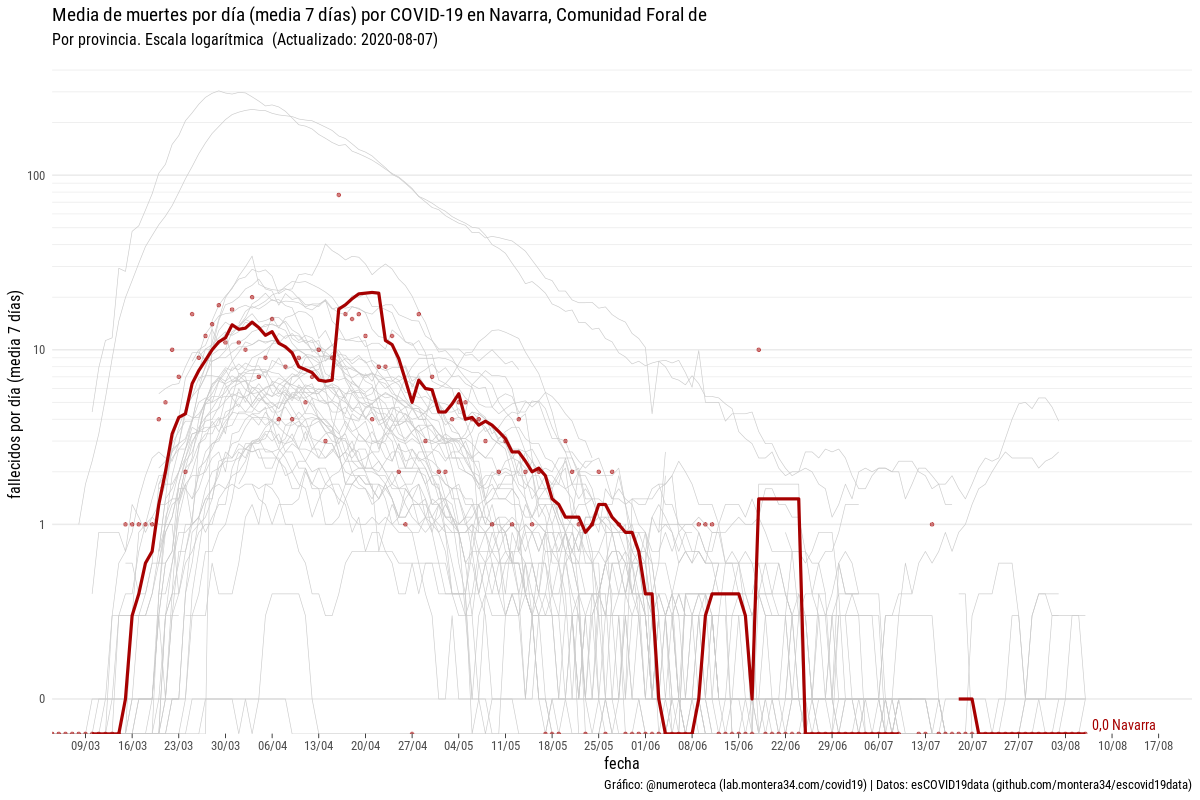 Media de muertes por día (media 7 días) por COVID-19 en Navarra, Comunidad Foral de
Por provincia. Escala logarítmica  (Actualizado: 2020-08-07)
fallecidos por día (media  7 días)
100
10
1
0
0,0 Navarra
09/03 16/03 23/03 30/03 06/04 13/04 20/04 27/04 04/05 11/05 18/05 25/05 01/06 08/06 15/06 22/06 29/06 06/07 13/07 20/07 27/07 03/08 10/08 17/08
fecha
Gráfico: @numeroteca (lab.montera34.com/covid19) | Datos: esCOVID19data (github.com/montera34/escovid19data)